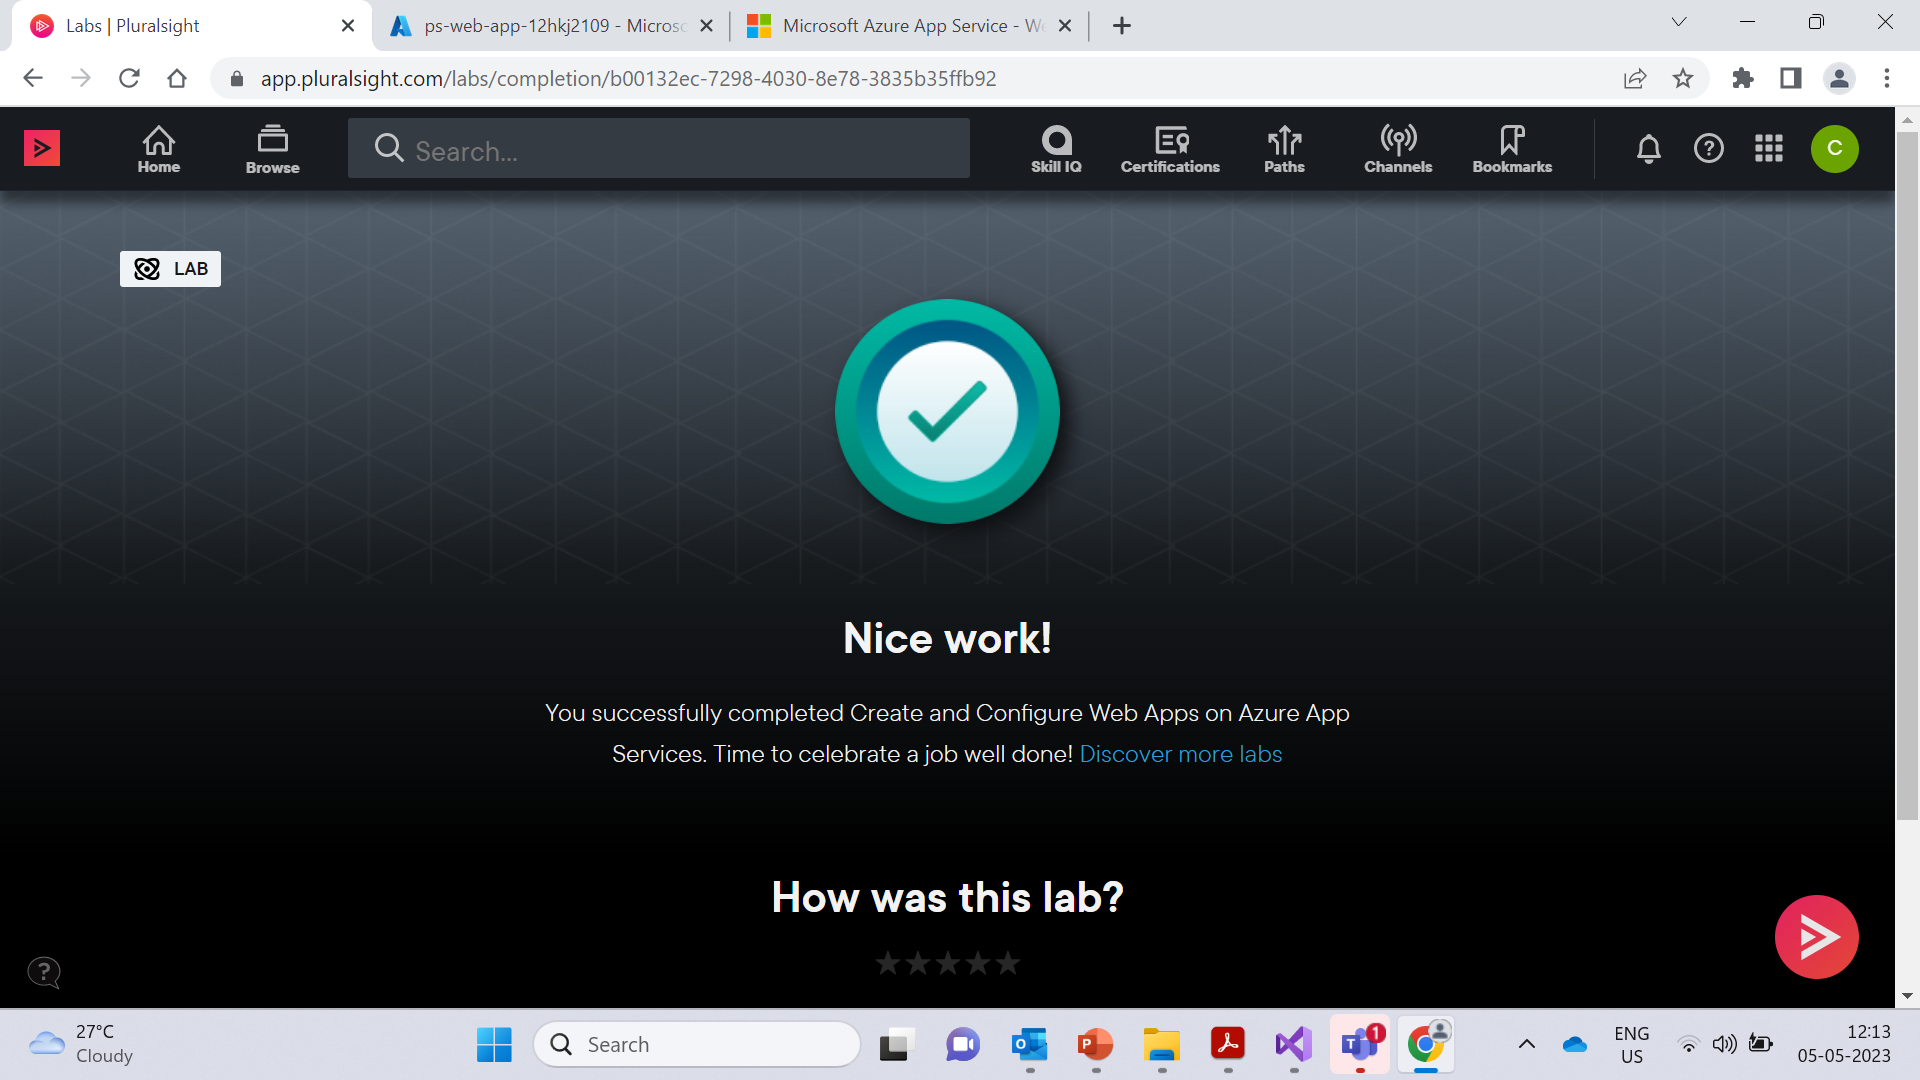 Labs | Pluralsight
ps-web-app-12hkj2109 - Microsc
Microsoft Azure App Service - We
app.pluralsight.com/labs/completion/b00132ec-7298-4030-8e78-3835b35ffb92
Home
Browse
Search...
Skill IQ
Certifications
Paths
Channels
Bookmarks
C
LAB
Nice work!
You successfully completed Create and Configure Web Apps on Azure App
Services. Time to celebrate a job well done! Discover more labs
How was this lab?
27°C
Cloudy
Search
1
ENG
US
12:13
05-05-2023